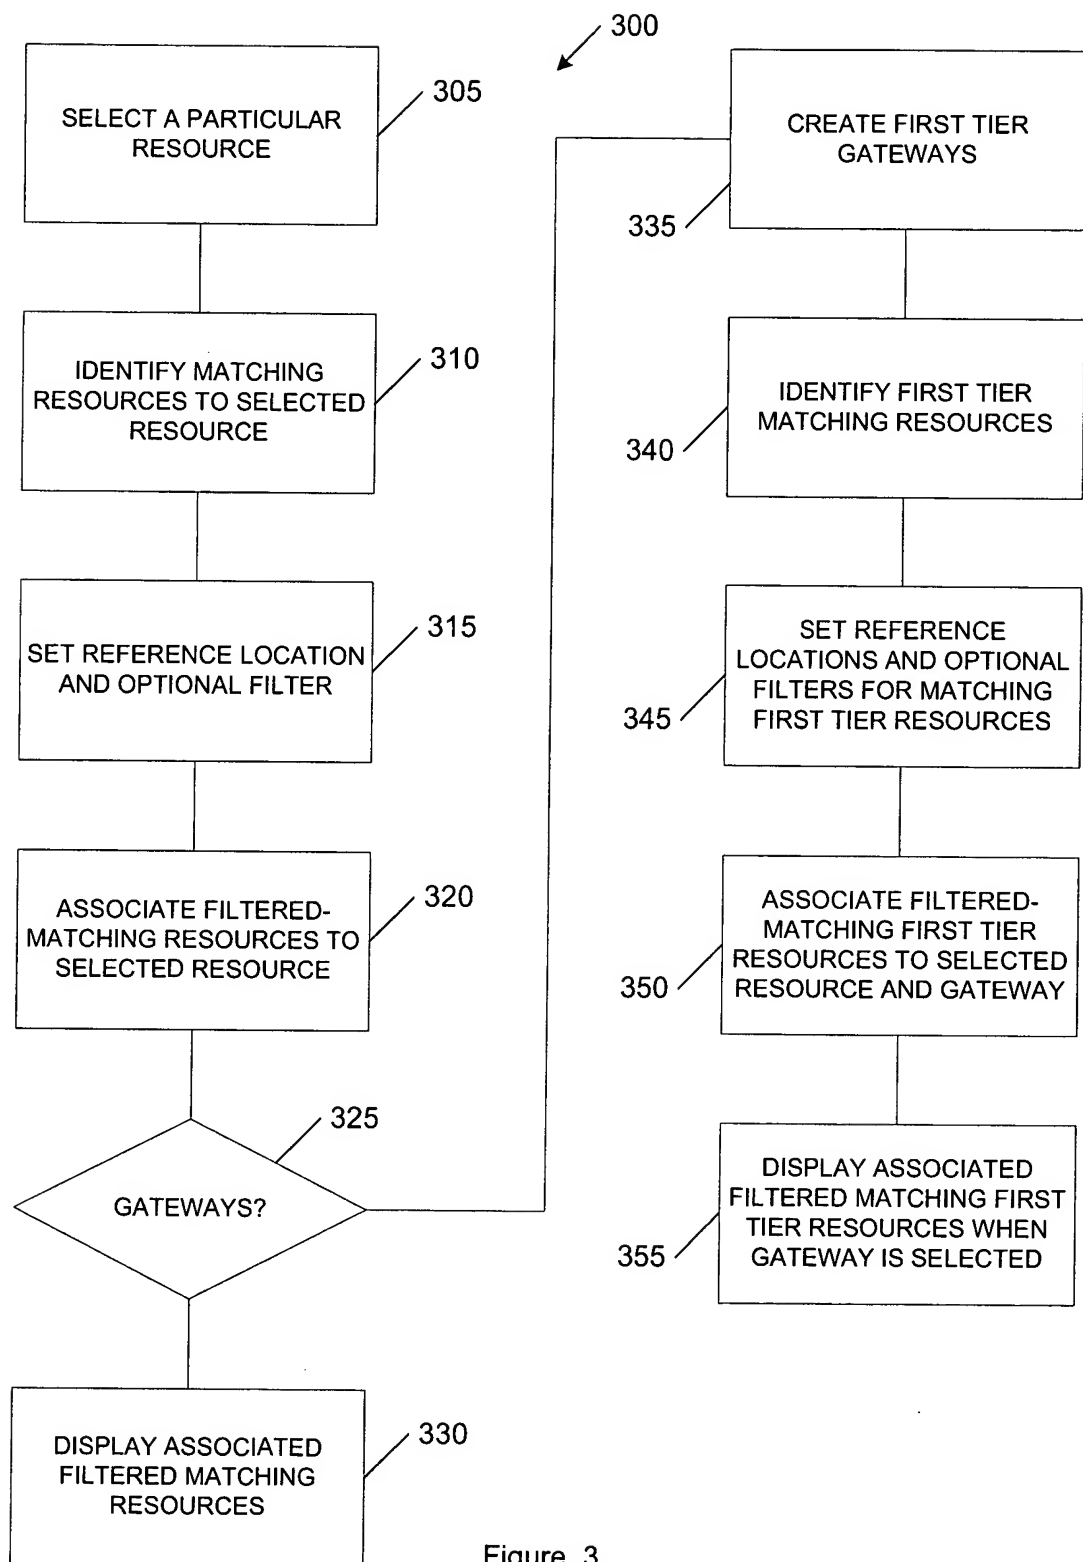 300
SELECT A PARTICULAR
RESOURCE
305
IDENTIFY MATCHING
RESOURCES TO SELECTED
RESOURCE
310
SET REFERENCE LOCATION
AND OPTIONAL FILTER
315
ASSOCIATE FILTERED-
MATCHING RESOURCES TO
SELECTED RESOURCE
320
GATEWAYS?
325
DISPLAY ASSOCIATED
FILTERED MATCHING
RESOURCES
330
CREATE FIRST TIER
GATEWAYS
335
IDENTIFY FIRST TIER
MATCHING RESOURCES
340
SET REFERENCE
LOCATIONS AND OPTIONAL
FILTERS FOR MATCHING
FIRST TIER RESOURCES
345
ASSOCIATE FILTERED-
MATCHING FIRST TIER
RESOURCES TO SELECTED
RESOURCE AND GATEWAY
350
DISPLAY ASSOCIATED
FILTERED MATCHING FIRST
TIER RESOURCES WHEN
GATEWAY IS SELECTED
355
Figure 3